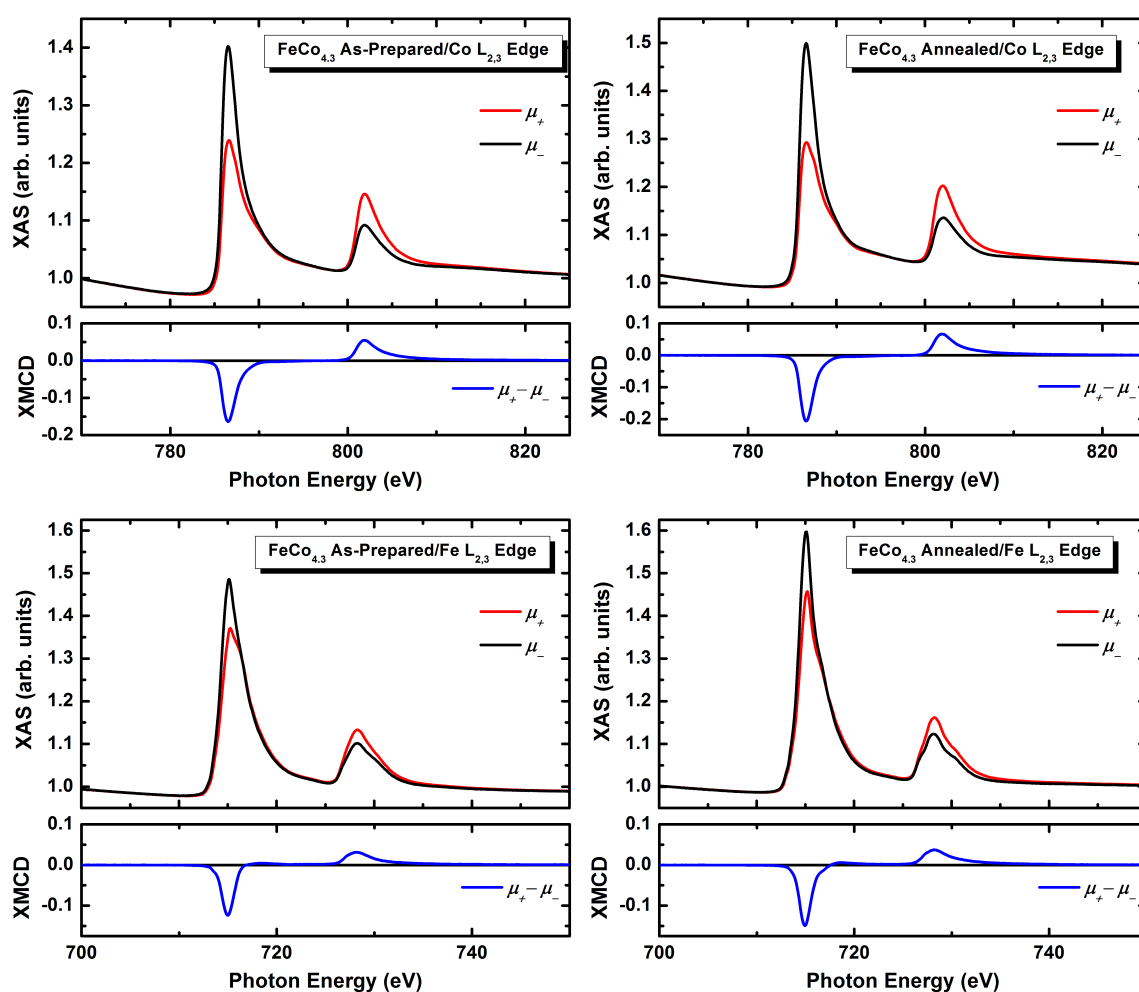 FeCo4.3 As-Prepared/Co L2,3 Edge
μ+
μ−
XAS (arb. units)
1.4
1.3
1.2
1.1
1.0
XMCD
0.1
0.0
-0.1
-0.2
μ+− μ−
780
800
820
Photon Energy (eV)
FeCo4.3 Annealed/Co L2,3 Edge
μ+
μ−
XAS (arb. units)
1.5
1.4
1.3
1.2
1.1
1.0
XMCD
0.1
0.0
-0.1
-0.2
μ+− μ−
780
800
820
Photon Energy (eV)
FeCo4.3 As-Prepared/Fe L2,3 Edge
μ+
μ−
XAS (arb. units)
1.6
1.5
1.4
1.3
1.2
1.1
1.0
XMCD
0.1
0.0
-0.1
μ+− μ−
700
720
740
Photon Energy (eV)
FeCo4.3 Annealed/Fe L2,3 Edge
μ+
μ−
XAS (arb. units)
1.6
1.5
1.4
1.3
1.2
1.1
1.0
XMCD
0.1
0.0
-0.1
μ+− μ−
700
720
740
Photon Energy (eV)